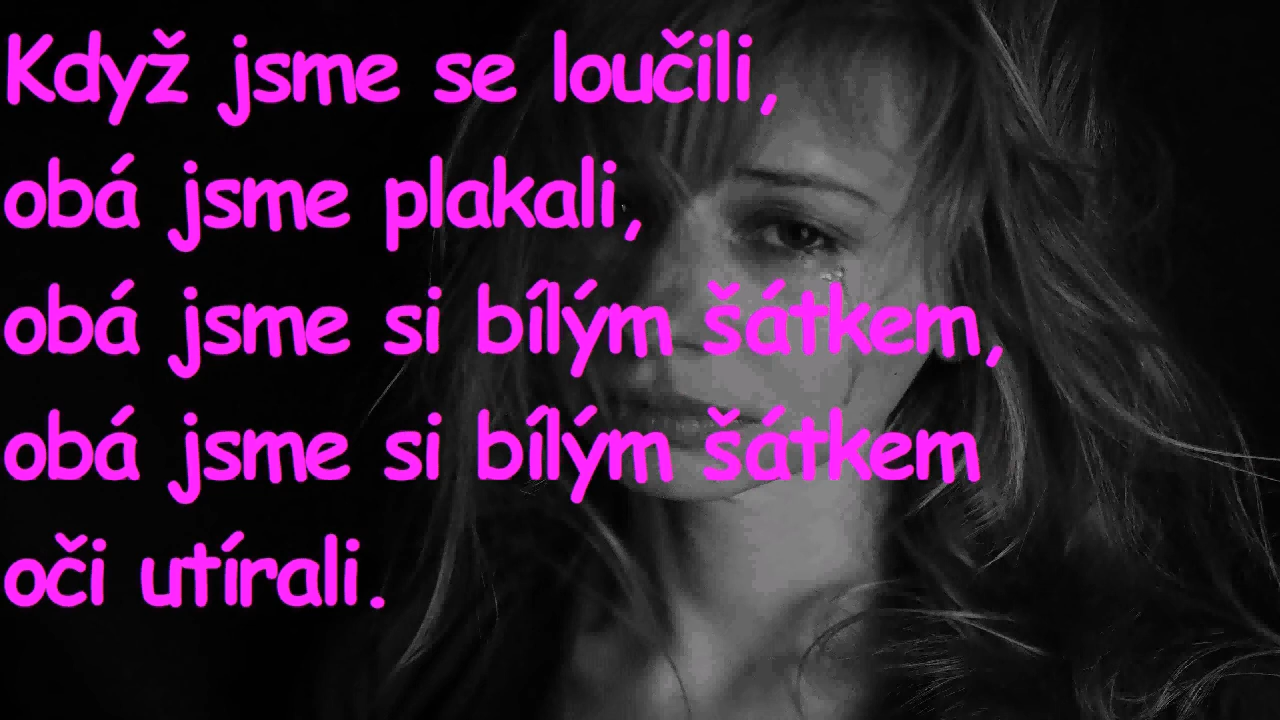 Když jsme se loučili,
obá jsme plakali,
obá jsme si bílým šátkem,
obá jsme si bílým šátkem
oči utírali.